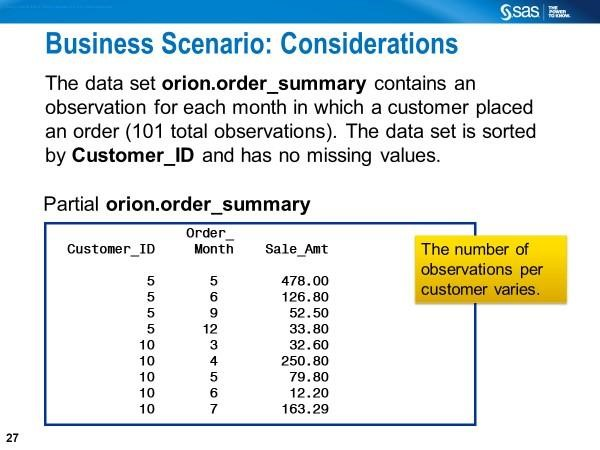 sas THE POWER TO KNOW.
Business Scenario: Considerations
The data set orion.order_summary contains an
observation for each month in which a customer placed
an order (101 total observations). The data set is sorted
by Customer_ID and has no missing values.
Partial orion.order_summary
Order_
Customer_ID Month Sale_Amt
5 5 478.00
5 6 126.80
5 9 52.50
5 12 33.80
10 3 32.60
10 4 250.80
10 5 79.80
10 6 12.20
10 7 163.29
The number of
observations per
customer varies.
27